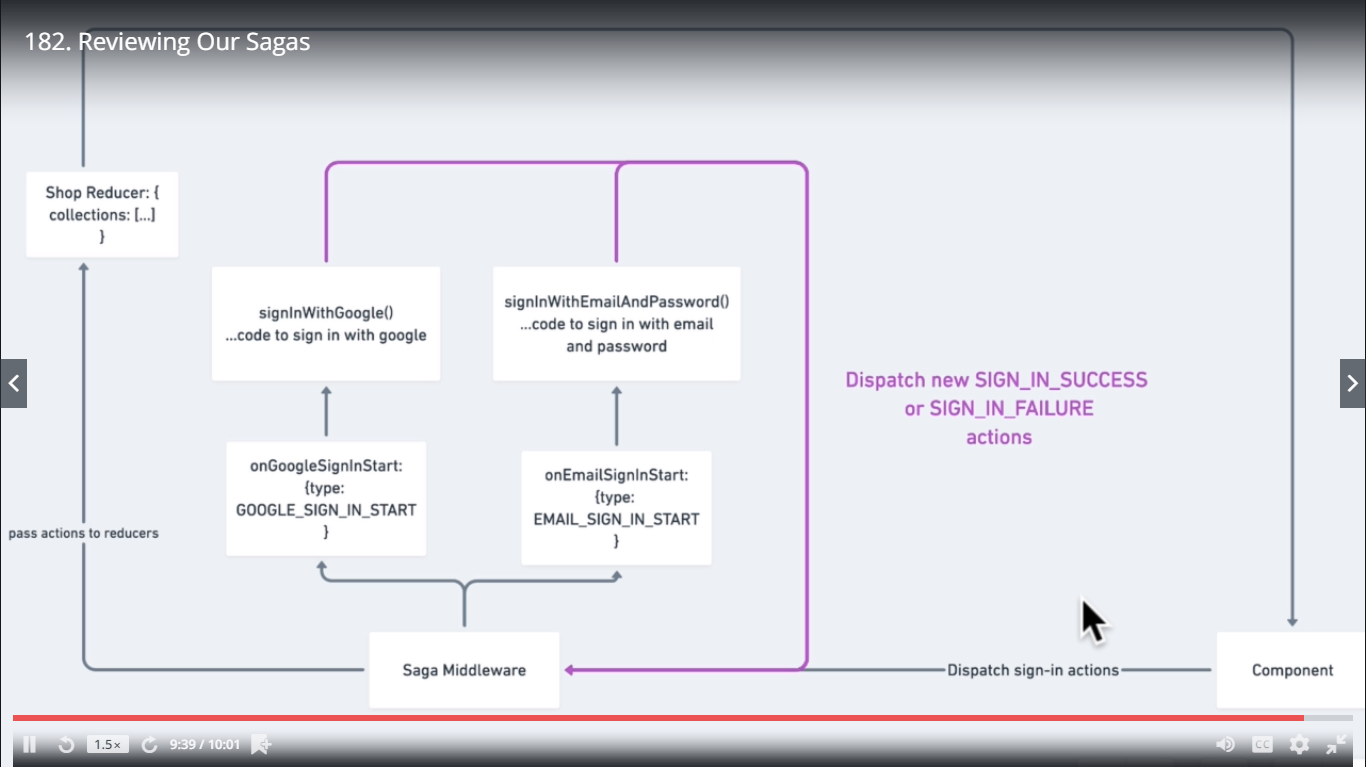 182. Reviewing Our Sagas
Shop Reducer: {
collections: [...]
}
signInWithGoogle()
...code to sign in with google
signInWithEmailAndPassword()
...code to sign in with email
and password
Dispatch new SIGN_IN_SUCCESS
or SIGN_IN_FAILURE
actions
onGoogleSignInStart:
{type:
GOOGLE_SIGN_IN_START
}
onEmailSignInStart:
{type:
EMAIL_SIGN_IN_START
}
pass actions to reducers
Saga Middleware
Dispatch sign-in actions
Component
1.5×
9:39 / 10:01
CC